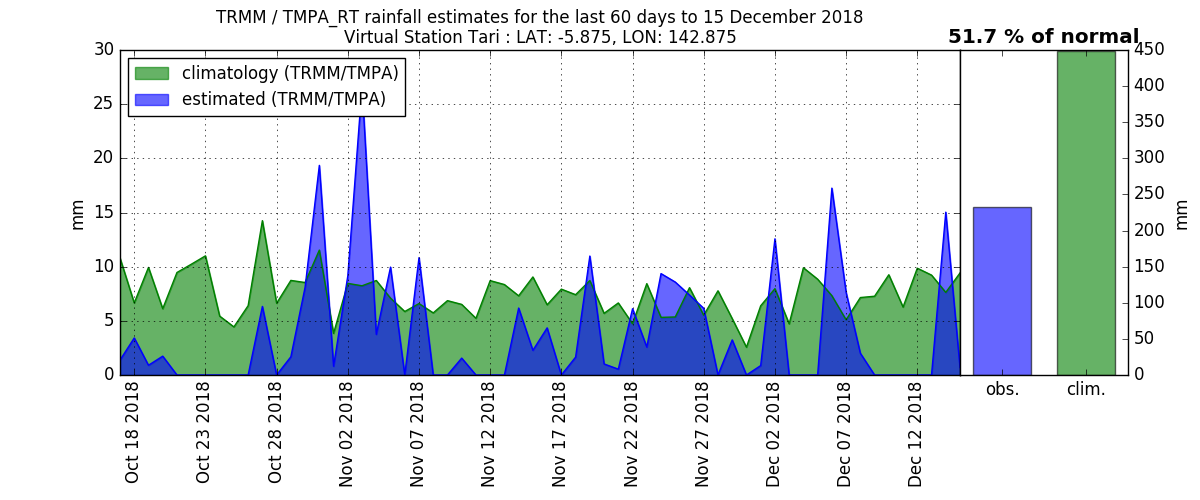 TRMM / TMPA_RT rainfall estimates for the last 60 days to 15 December 2018
Virtual Station Tari : LAT: -5.875, LON: 142.875
51.7 % of normal
climatology (TRMM/TMPA)
estimated (TRMM/TMPA)
30
25
20
15
10
5
0
mm
Oct 18 2018
Oct 23 2018
Oct 28 2018
Nov 02 2018
Nov 07 2018
Nov 12 2018
Nov 17 2018
Nov 22 2018
Nov 27 2018
Dec 02 2018
Dec 07 2018
Dec 12 2018
450
400
350
300
250
200
150
100
50
0
mm
obs.
clim.